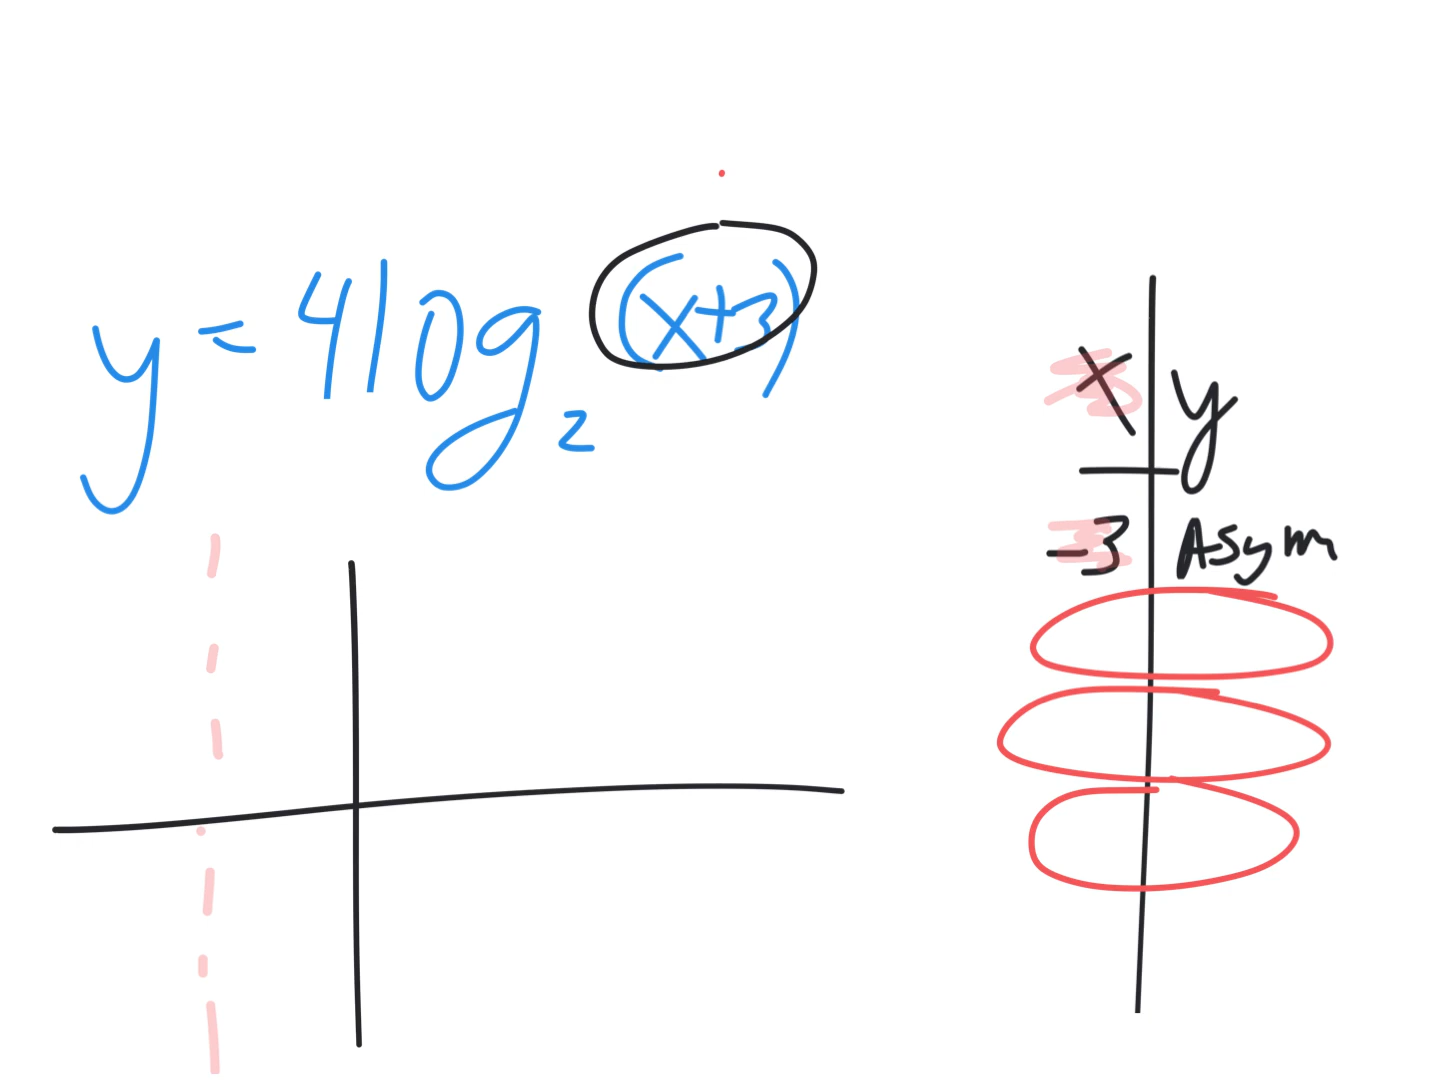 y = 4log₂(x+3)
x y
-3 Asym